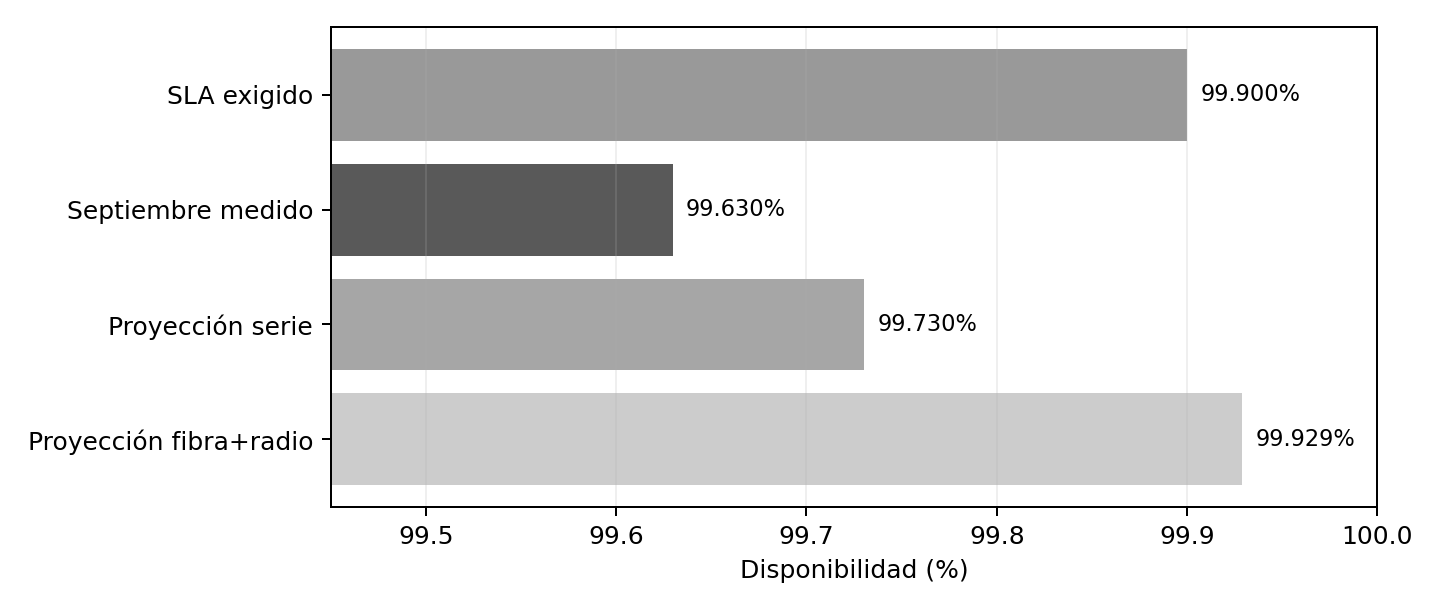 SLA exigido
99.900%
Septiembre medido
99.630%
Proyección serie
99.730%
Proyección fibra+radio
99.929%
99.5 99.6 99.7 99.8 99.9 100.0
Disponibilidad (%)